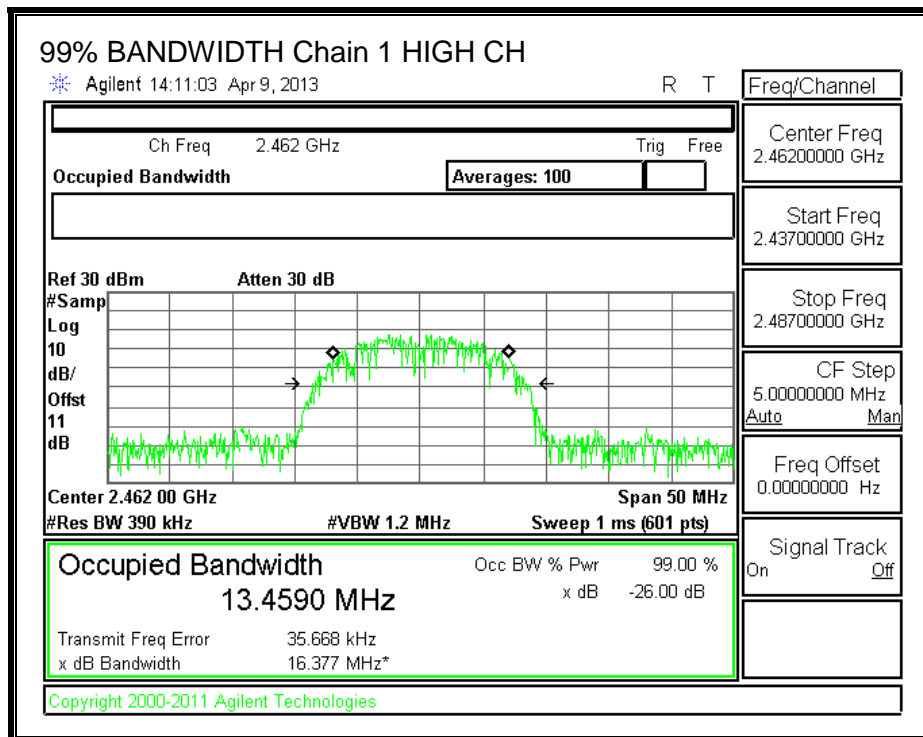 99% BANDWIDTH Chain 1 HIGH CH
Agilent 14:11:03 Apr 9, 2013 R T
Ch Freq 2.462 GHz Trig Free
Occupied Bandwidth Averages: 100
Ref 30 dBm Atten 30 dB
#Samp
Log
10
dB/
Offst
11
dB
Center 2.462 00 GHz Span 50 MHz
#Res BW 390 kHz #VBW 1.2 MHz Sweep 1 ms (601 pts)
Occupied Bandwidth Occ BW % Pwr 99.00 %
13.4590 MHz x dB -26.00 dB
Transmit Freq Error 35.668 kHz
x dB Bandwidth 16.377 MHz*
Copyright 2000-2011 Agilent Technologies
Freq/Channel
Center Freq
2.46200000 GHz
Start Freq
2.43700000 GHz
Stop Freq
2.48700000 GHz
CF Step
5.00000000 MHz
Auto Man
Freq Offset
0.00000000 Hz
Signal Track
On Off